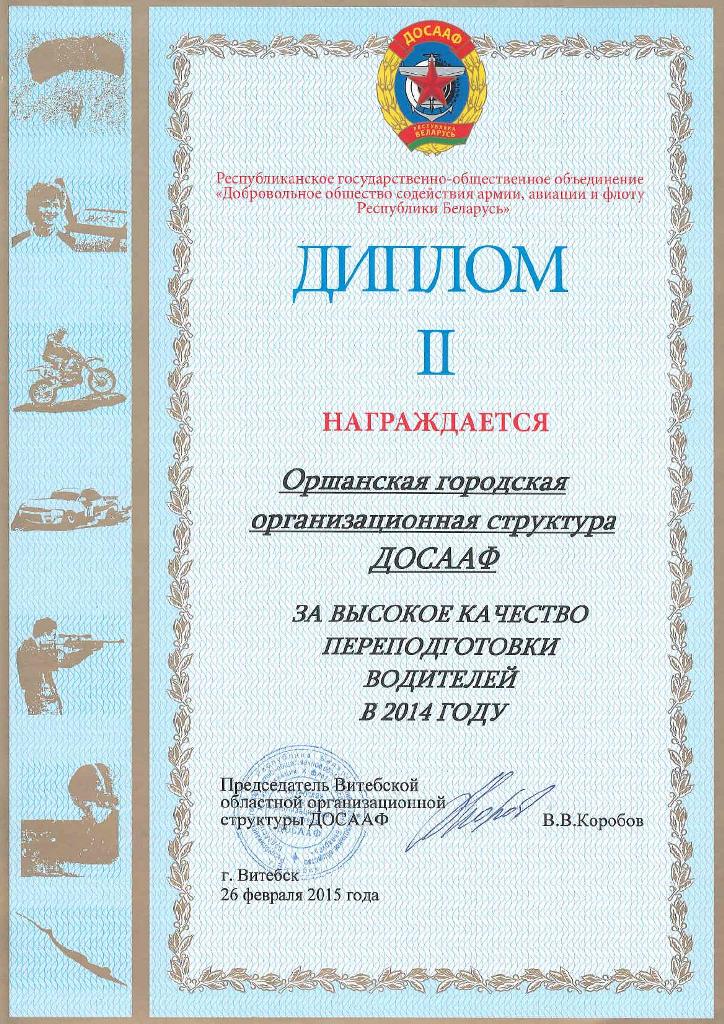 ДОСААФ
РЕСПУБЛИКА
БЕЛАРУСЬ
Республиканское государственно-общественное объединение
«Добровольное общество содействия армии, авиации и флоту
Республики Беларусь»
ДИПЛОМ
II
НАГРАЖДАЕТСЯ
Оршанская городская
организационная структура
ДОСААФ
ЗА ВЫСОКОЕ КАЧЕСТВО
ПЕРЕПОДГОТОВКИ
ВОДИТЕЛЕЙ
В 2014 ГОДУ
Председатель Витебской
областной организационной
структуры ДОСААФ
В.В.Коробов
г. Витебск
26 февраля 2015 года